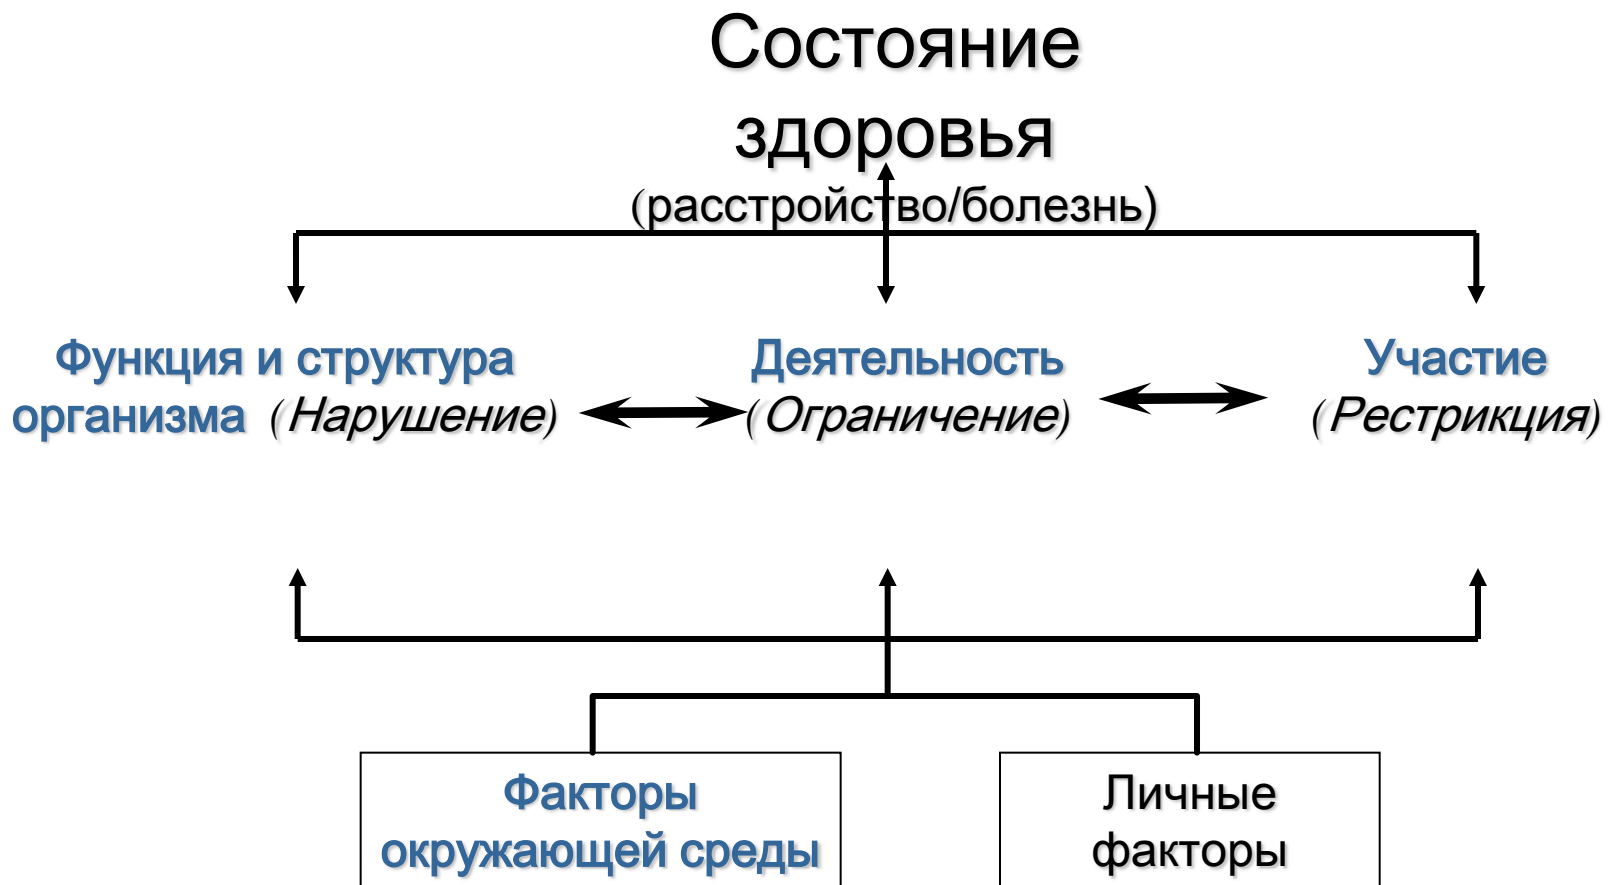 Состояние
здоровья
(расстройство/болезнь)
Функция и структура
организма (Нарушение)
Деятельность
(Ограничение)
Участие
(Рестрикция)
Факторы
окружающей среды
Личные
факторы